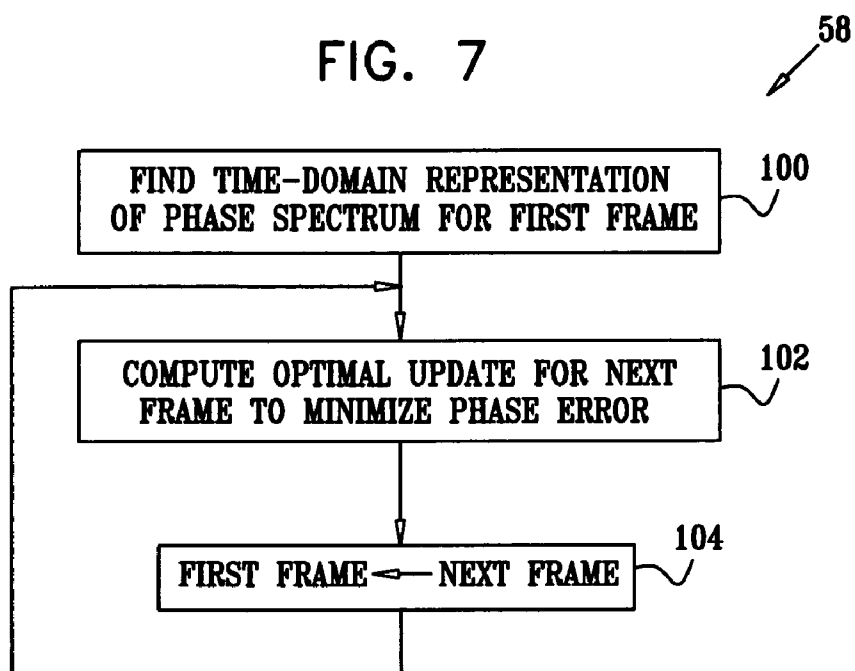 FIG. 7
58
FIND TIME-DOMAIN REPRESENTATION
OF PHASE SPECTRUM FOR FIRST FRAME
100
COMPUTE OPTIMAL UPDATE FOR NEXT
FRAME TO MINIMIZE PHASE ERROR
102
FIRST FRAME ← NEXT FRAME
104